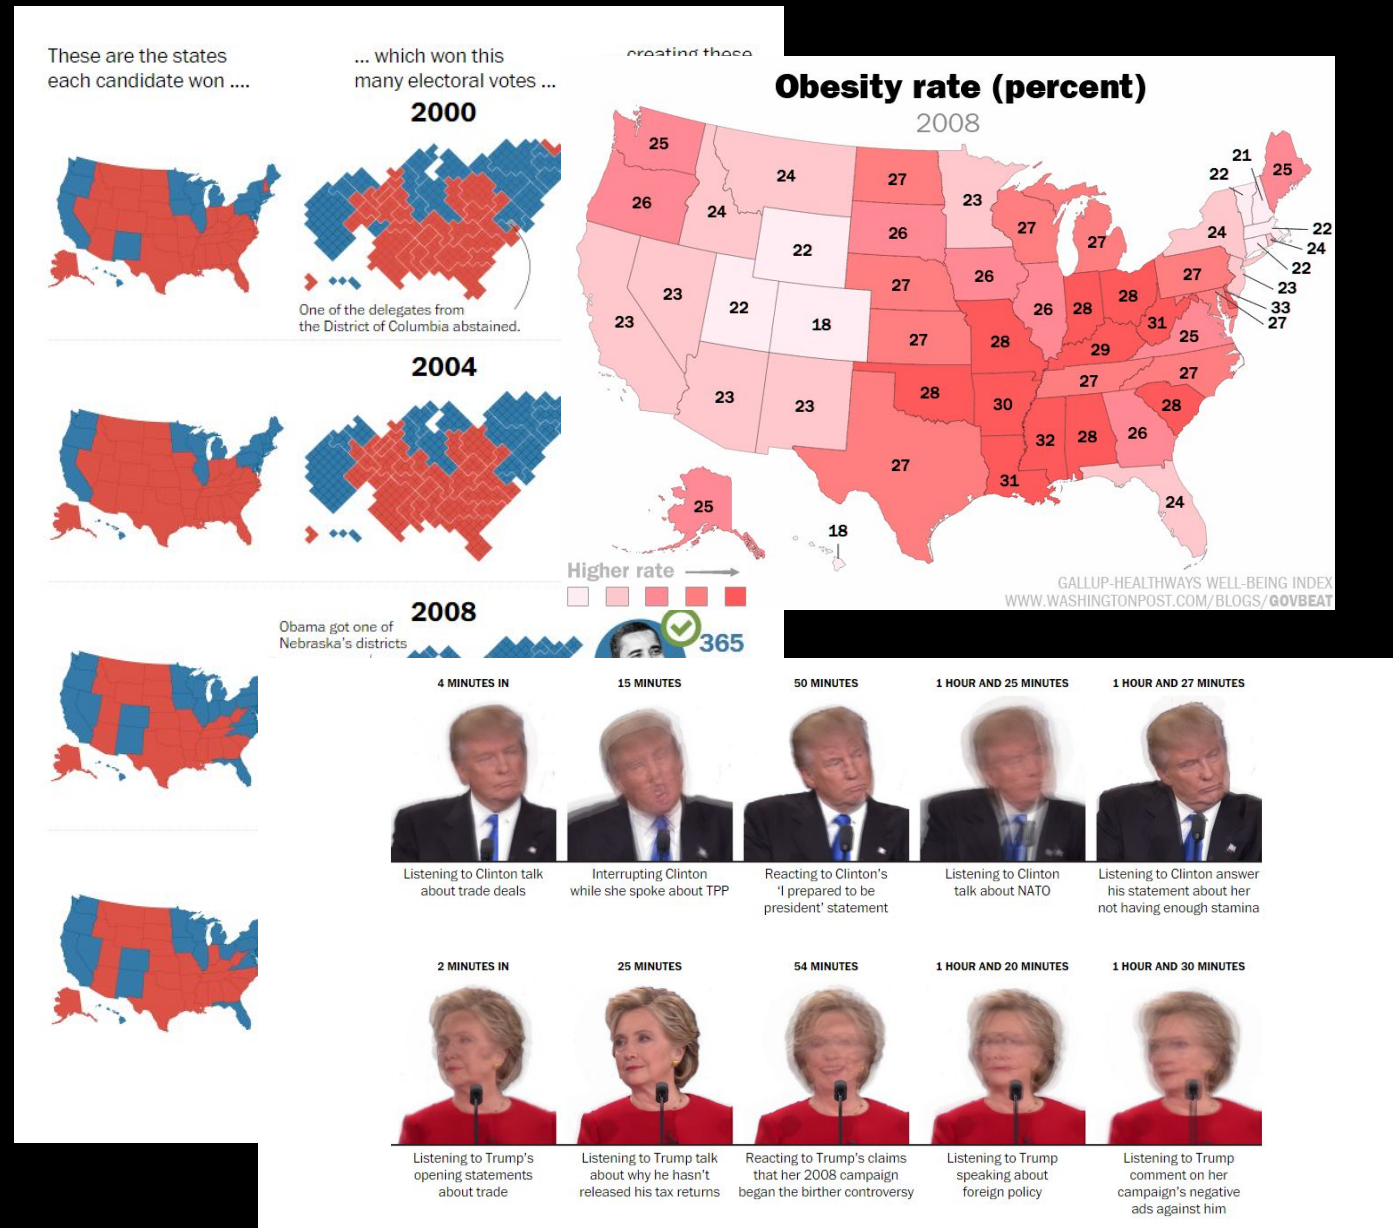 These are the states
each candidate won ....
... which won this
many electoral votes ...
creating these
2000
One of the delegates from
the District of Columbia abstained.
2004
2008
Obama got one of
Nebraska's districts
365
Obesity rate (percent)
2008
25
26
24
24
27
26
23
27
27
22
27
26
26
28
28
27
24
22
21
25
22
24
22
23
33
27
23
23
22
18
27
28
29
31
25
23
23
28
30
27
27
28
27
32
28
26
31
24
25
18
Higher rate
GALLUP-HEALTHWAYS WELL-BEING INDEX
WWW.WASHINGTONPOST.COM/BLOGS/GOVBEAT
4 MINUTES IN
15 MINUTES
50 MINUTES
1 HOUR AND 25 MINUTES
1 HOUR AND 27 MINUTES
Listening to Clinton talk
about trade deals
Interrupting Clinton
while she spoke about TPP
Reacting to Clinton's
'I prepared to be
president' statement
Listening to Clinton
talk about NATO
Listening to Clinton answer
his statement about her
not having enough stamina
2 MINUTES IN
25 MINUTES
54 MINUTES
1 HOUR AND 20 MINUTES
1 HOUR AND 30 MINUTES
Listening to Trump's
opening statements
about trade
Listening to Trump talk
about why he hasn't
released his tax returns
Reacting to Trump's claims
that her 2008 campaign
began the birther controversy
Listening to Trump
speaking about
foreign policy
Listening to Trump
comment on her
campaign's negative
ads against him